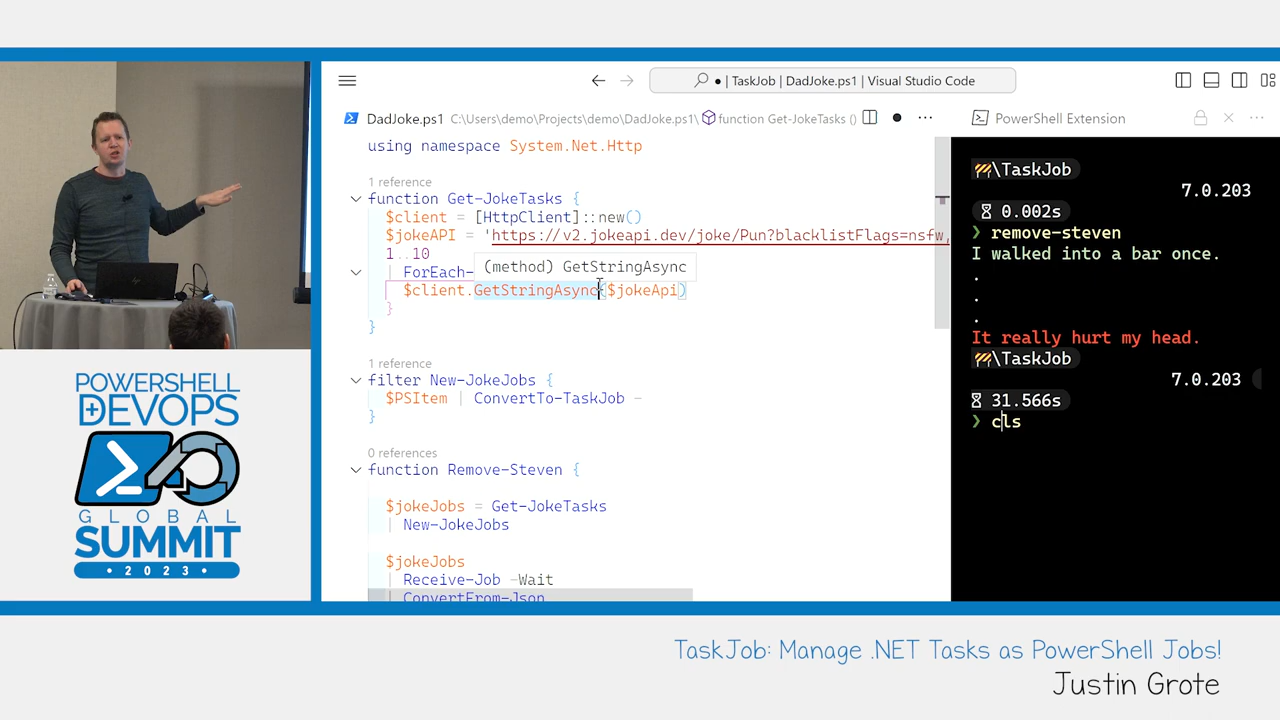 TaskJob | DadJoke.ps1 | Visual Studio Code
DadJoke.ps1 C:\Users\demo\Projects\demo\DadJoke.ps1\ function Get-JokeTasks ()
using namespace System.Net.Http
1 reference
function Get-JokeTasks {
$client = [HttpClient]::new()
$jokeAPI = 'https://v2.jokeapi.dev/joke/Pun?blacklistFlags=nsfw,
1..10
| ForEach-
(method) GetStringAsync
$client.GetStringAsync($jokeApi)
}
}
1 reference
filter New-JokeJobs {
$PSItem | ConvertTo-TaskJob -
}
0 references
function Remove-Steven {
$jokeJobs = Get-JokeTasks
| New-JokeJobs
$jokeJobs
| Receive-Job -Wait
| ConvertFrom-Json
PowerShell Extension
\TaskJob
7.0.203
0.002s
❯ remove-steven
I walked into a bar once.
.
.
.
It really hurt my head.
\TaskJob
7.0.203
31.566s
❯ cls
POWERSHELL
+DEVOPS
GLOBAL
SUMMIT
• 2023 •
TaskJob: Manage .NET Tasks as PowerShell Jobs!
Justin Grote